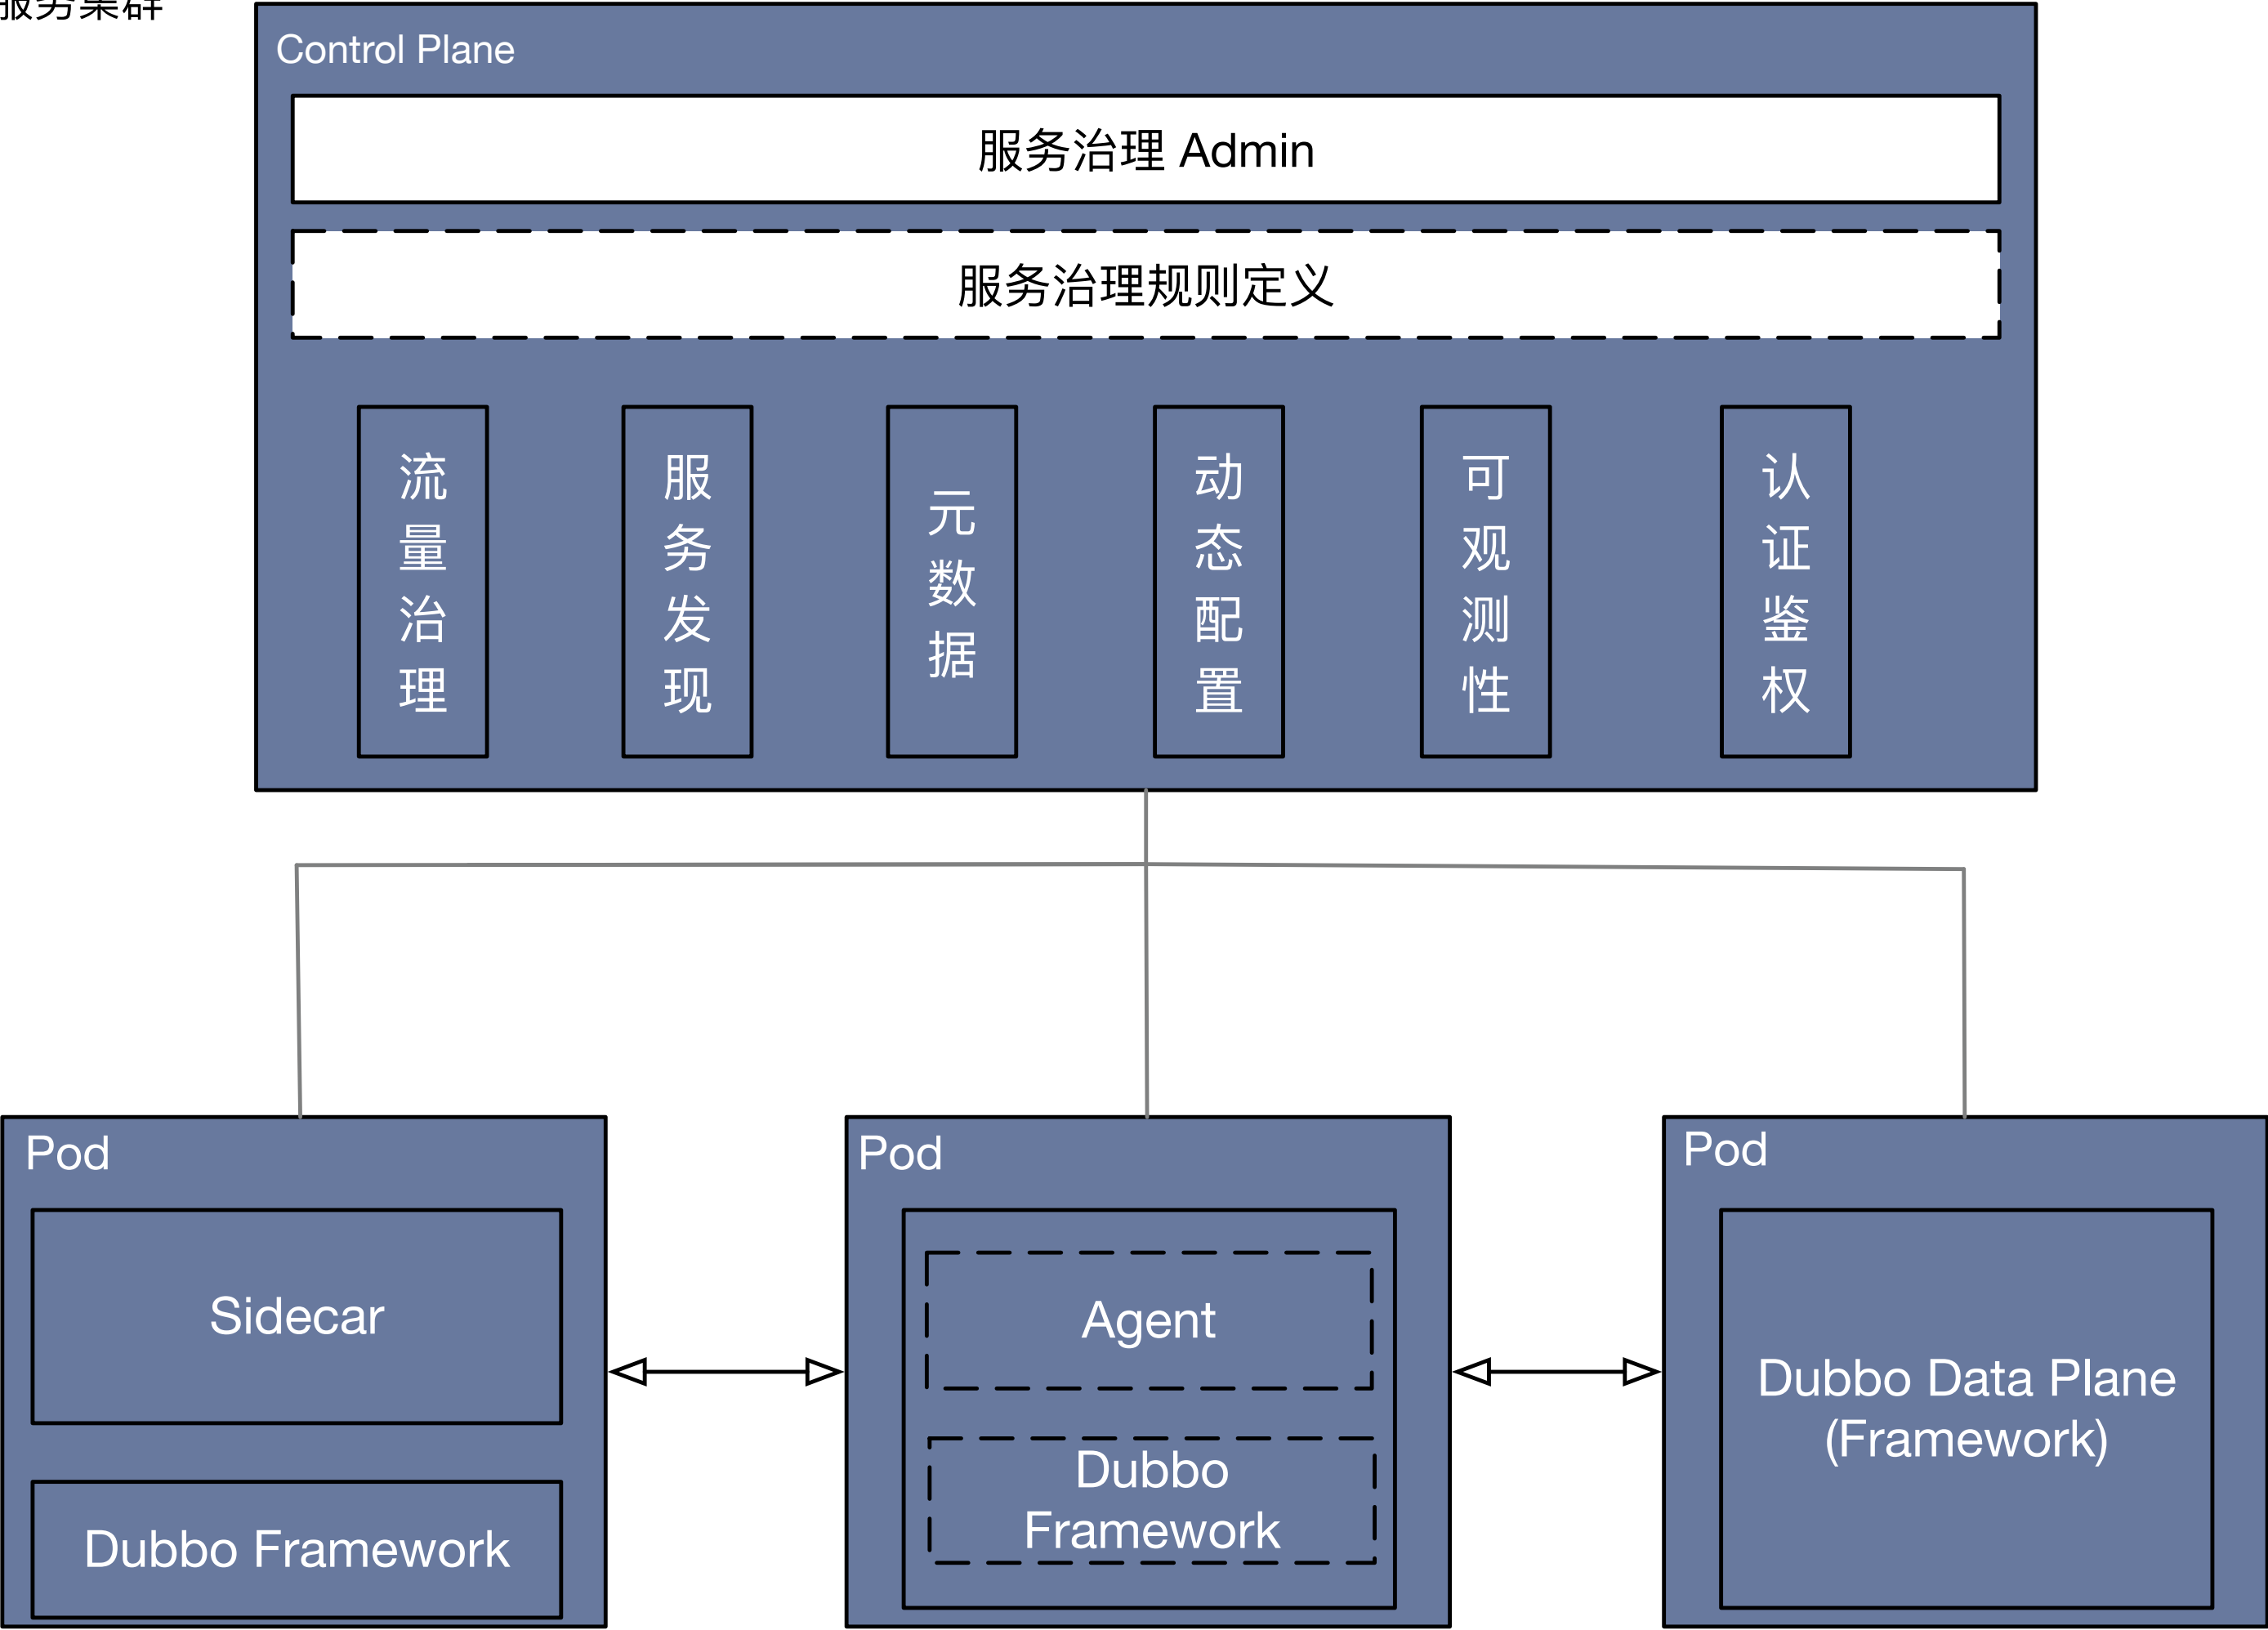 Control Plane
服务治理 Admin
服务治理规则定义
流量治理
服务发现
元数据
动态配置
可观测性
认证鉴权
Pod
Sidecar
Dubbo Framework
Pod
Agent
Dubbo
Framework
Pod
Dubbo Data Plane
(Framework)